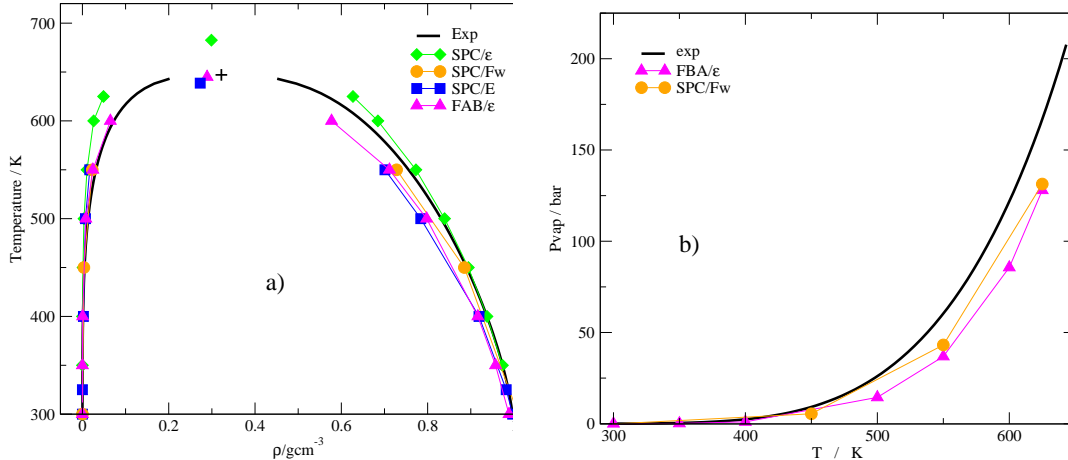 a)
Exp
SPC/ε
SPC/Fw
SPC/E
FAB/ε
Temperature / K
700
600
500
400
300
0
0.2
0.4
0.6
0.8
ρ/gcm⁻³
b)
exp
FBA/ε
SPC/Fw
Pvap / bar
200
150
100
50
0
300
400
500
600
T / K